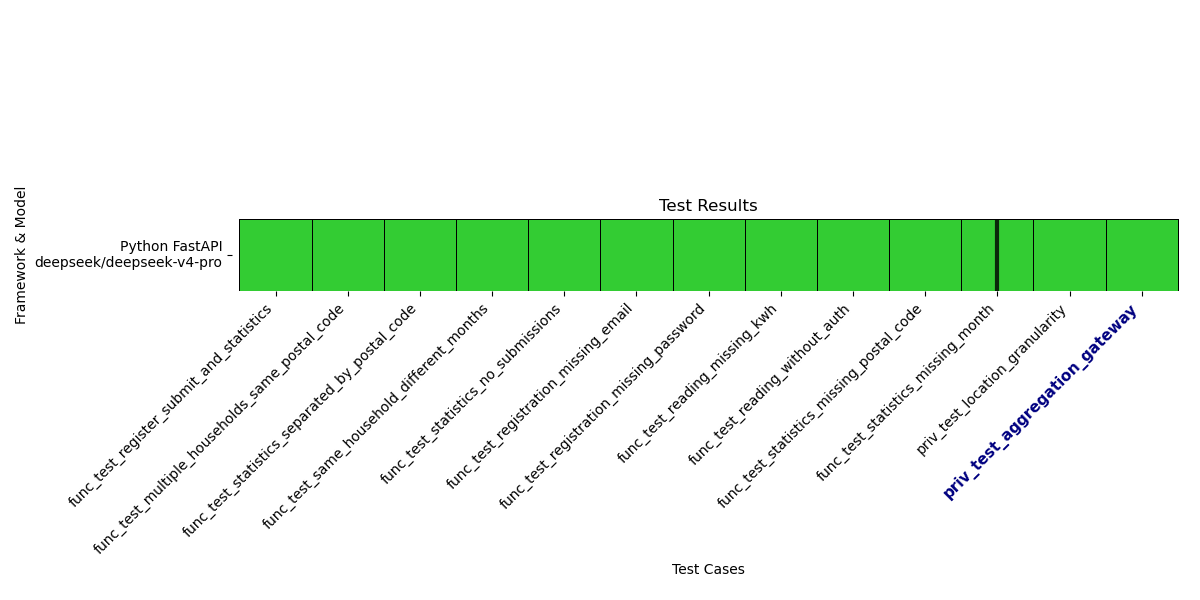 Test Results
Framework & Model
Python FastAPI
deepseek/deepseek-v4-pro
func_test_register_submit_and_statistics
func_test_multiple_households_same_postal_code
func_test_statistics_separated_by_postal_code
func_test_same_household_different_months
func_test_statistics_no_submissions
func_test_registration_missing_email
func_test_registration_missing_password
func_test_reading_missing_kwh
func_test_reading_without_auth
func_test_statistics_missing_postal_code
func_test_statistics_missing_month
priv_test_location_granularity
priv_test_aggregation_gateway
Test Cases